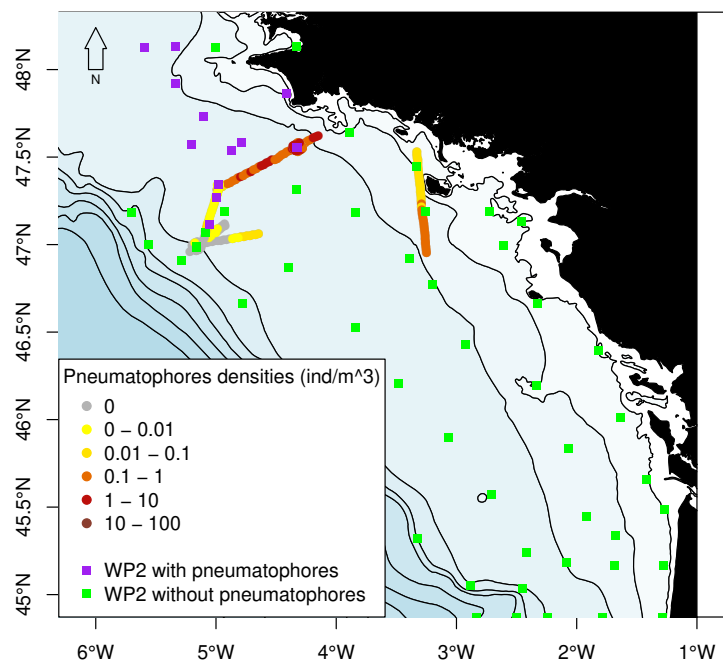 N
48°N
47.5°N
47°N
46.5°N
46°N
45.5°N
45°N
Pneumatophores densities (ind/m^3)
0
0 − 0.01
0.01 − 0.1
0.1 − 1
1 − 10
10 − 100
WP2 with pneumatophores
WP2 without pneumatophores
6°W 5°W 4°W 3°W 2°W 1°W